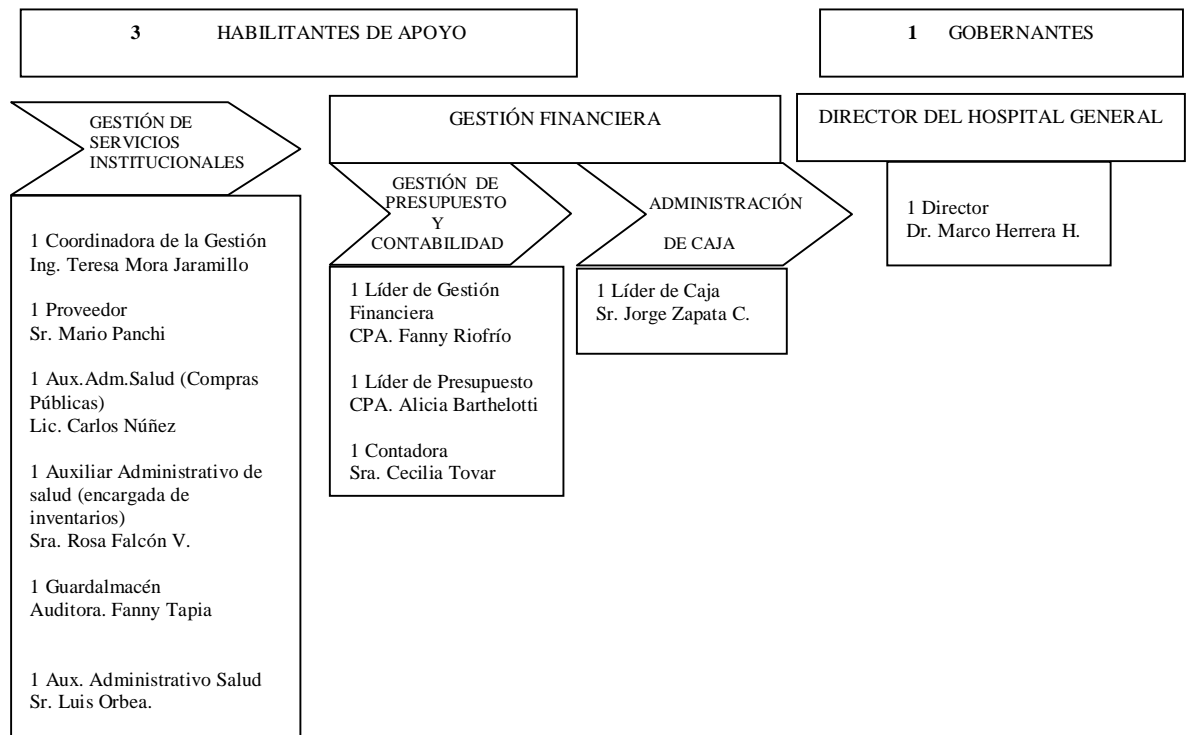 3 HABILITANTES DE APOYO
1 GOBERNANTES
GESTIÓN DE
SERVICIOS
INSTITUCIONALES
1 Coordinadora de la Gestión
Ing. Teresa Mora Jaramillo
1 Proveedor
Sr. Mario Panchi
1 Aux.Adm.Salud (Compras
Públicas)
Lic. Carlos Núñez
1 Auxiliar Administrativo de
salud (encargada de
inventarios)
Sra. Rosa Falcón V.
1 Guardalmacén
Auditora. Fanny Tapia
1 Aux. Administrativo Salud
Sr. Luis Orbea.
GESTIÓN FINANCIERA
GESTIÓN DE
PRESUPUESTO
Y
CONTABILIDAD
1 Líder de Gestión
Financiera
CPA. Fanny Riofrío
1 Líder de Presupuesto
CPA. Alicia Barthelotti
1 Contadora
Sra. Cecilia Tovar
ADMINISTRACIÓN
DE CAJA
1 Líder de Caja
Sr. Jorge Zapata C.
DIRECTOR DEL HOSPITAL GENERAL
1 Director
Dr. Marco Herrera H.